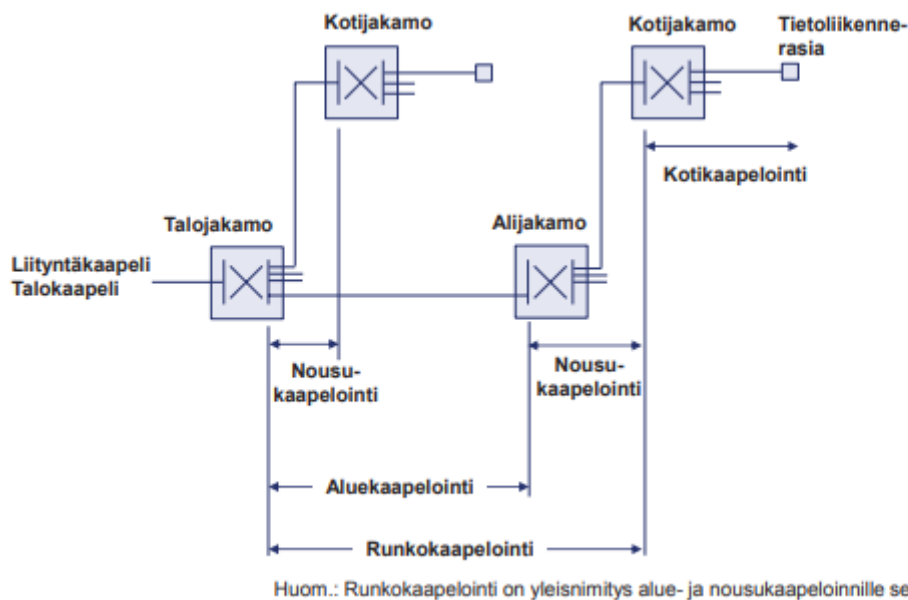 Kotijakamo
Kotijakamo
Tietoliikenne-
rasia
Kotikaapelointi
Talojakamo
Alijakamo
Liityntäkaapeli
Talokaapeli
Nousu-
kaapelointi
Nousu-
kaapelointi
Aluekaapelointi
Runkokaapelointi
Huom.: Runkokaapelointi on yleisnimitys alue- ja nousukaapeloinnille se